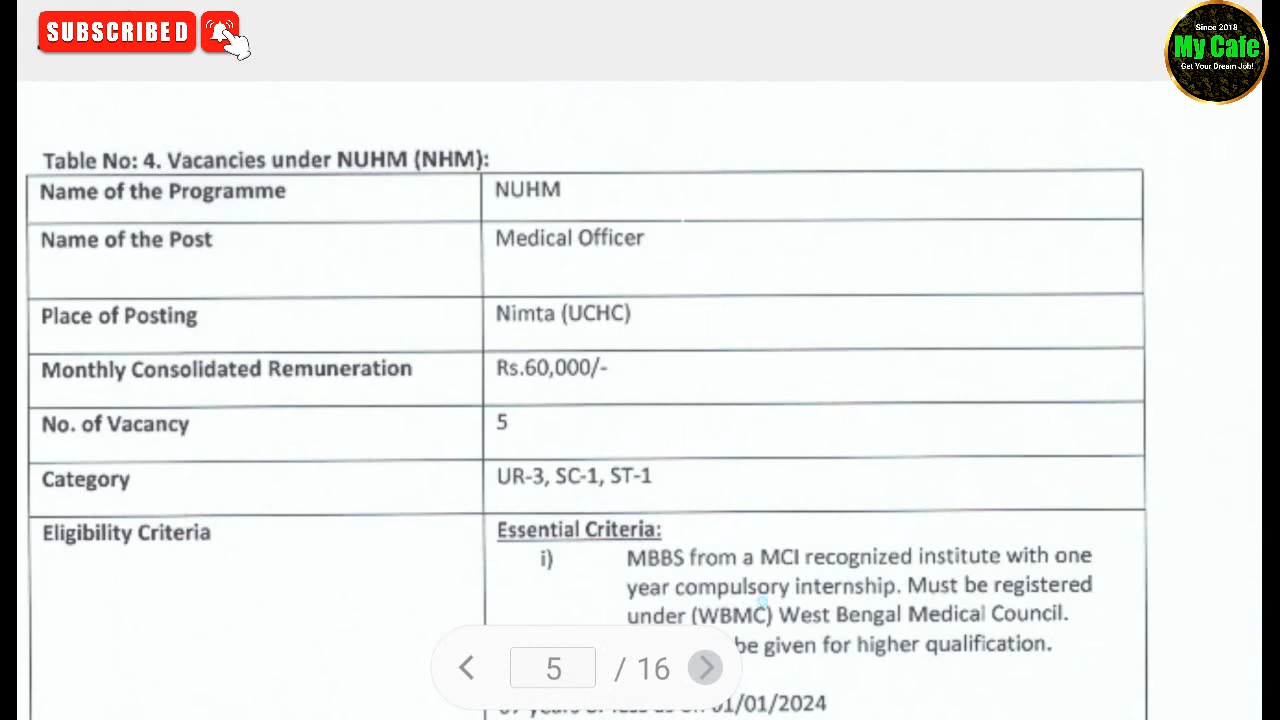 SUBSCRIBED
Since 2018
My Cafe
Get Your Dream Job!
Table No: 4. Vacancies under NUHM (NHM):
Name of the Programme NUHM
Name of the Post Medical Officer
Place of Posting Nimta (UCHC)
Monthly Consolidated Remuneration Rs.60,000/-
No. of Vacancy 5
Category UR-3, SC-1, ST-1
Eligibility Criteria Essential Criteria:
i) MBBS from a MCI recognized institute with one
year compulsory internship. Must be registered
under (WBMC) West Bengal Medical Council.
be given for higher qualification.
5 / 16
01/01/2024